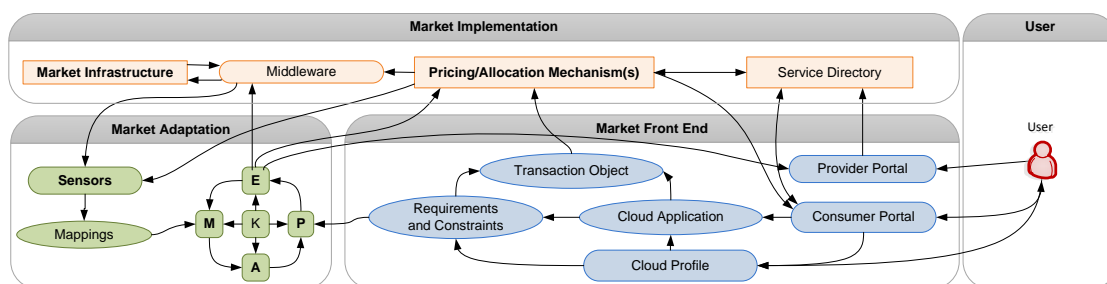 Market Implementation
User
Market Infrastructure
Middleware
Pricing/Allocation Mechanism(s)
Service Directory
Market Adaptation
Market Front End
User
Sensors
E
Transaction Object
Provider Portal
Mappings
M
K
P
Requirements
and Constraints
Cloud Application
Consumer Portal
A
Cloud Profile